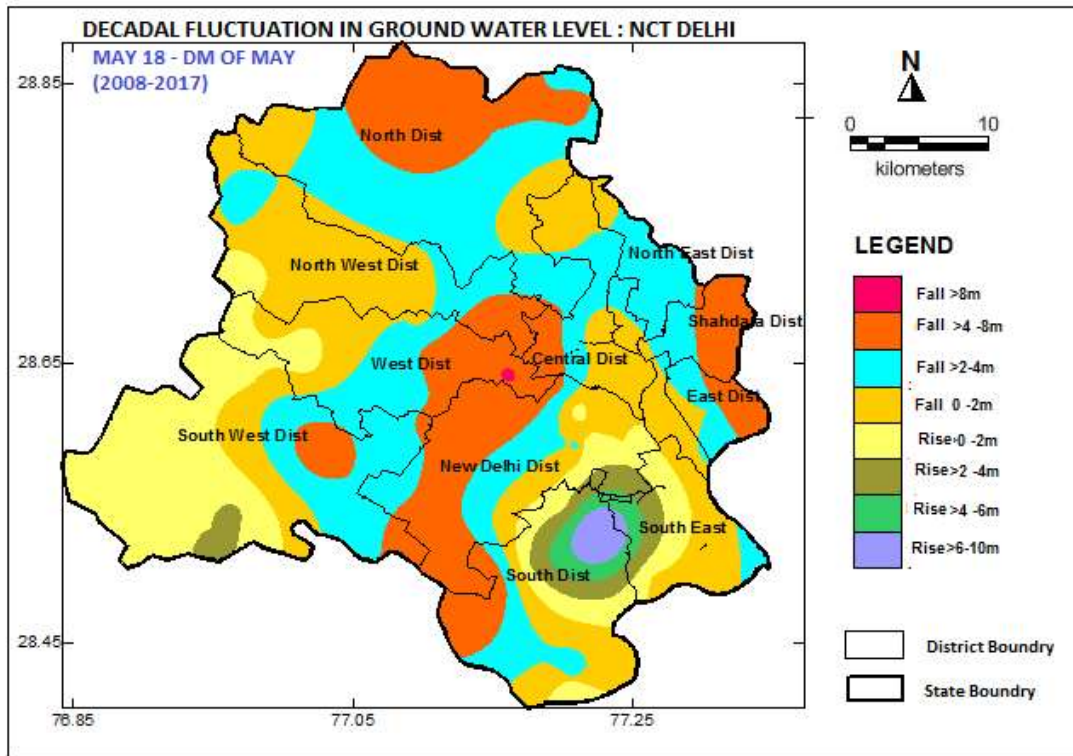 DECADAL FLUCTUATION IN GROUND WATER LEVEL : NCT DELHI
MAY 18 - DM OF MAY
(2008-2017)
N
0 10
kilometers
28.85
28.65
28.45
76.85 77.05 77.25
North Dist
North West Dist
North East Dist
Shahdara Dist
West Dist
Central Dist
East Dist
South West Dist
New Delhi Dist
South East
South Dist
LEGEND
Fall >8m
Fall >4 -8m
Fall >2-4m
Fall 0 -2m
Rise>0 -2m
Rise>2 -4m
Rise>4 -6m
Rise>6-10m
District Boundry
State Boundry